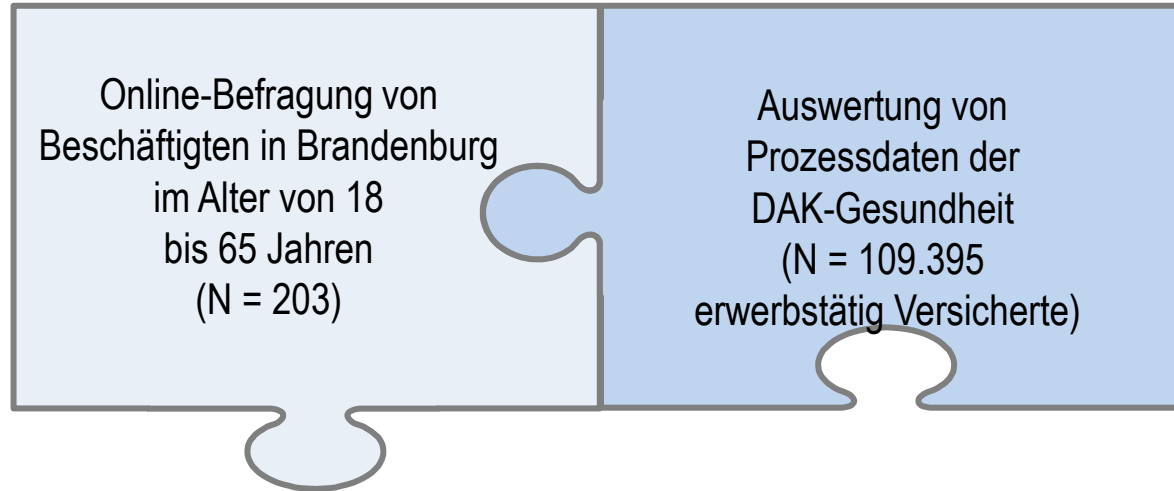 Online-Befragung von
Beschäftigten in Brandenburg
im Alter von 18
bis 65 Jahren
(N = 203)
Auswertung von
Prozessdaten der
DAK-Gesundheit
(N = 109.395
erwerbstätig Versicherte)